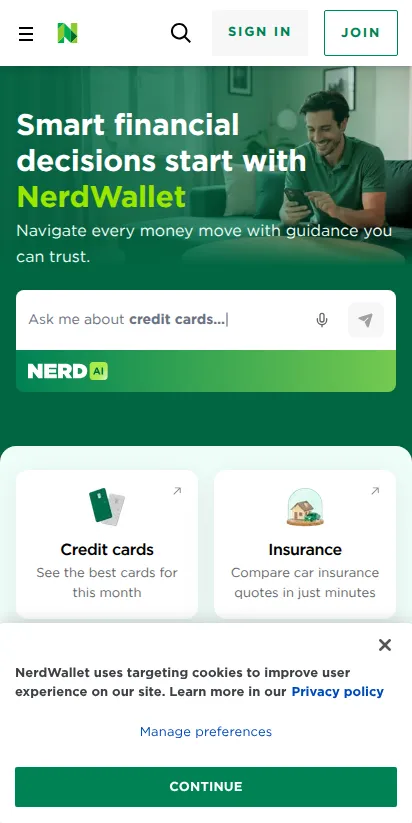 SIGN IN
JOIN
Smart financial
decisions start with
NerdWallet
Navigate every money move with guidance you
can trust.
Ask me about credit cards...
NERD AI
Credit cards
See the best cards for
this month
Insurance
Compare car insurance
quotes in just minutes
NerdWallet uses targeting cookies to improve user
experience on our site. Learn more in our Privacy policy
Manage preferences
CONTINUE